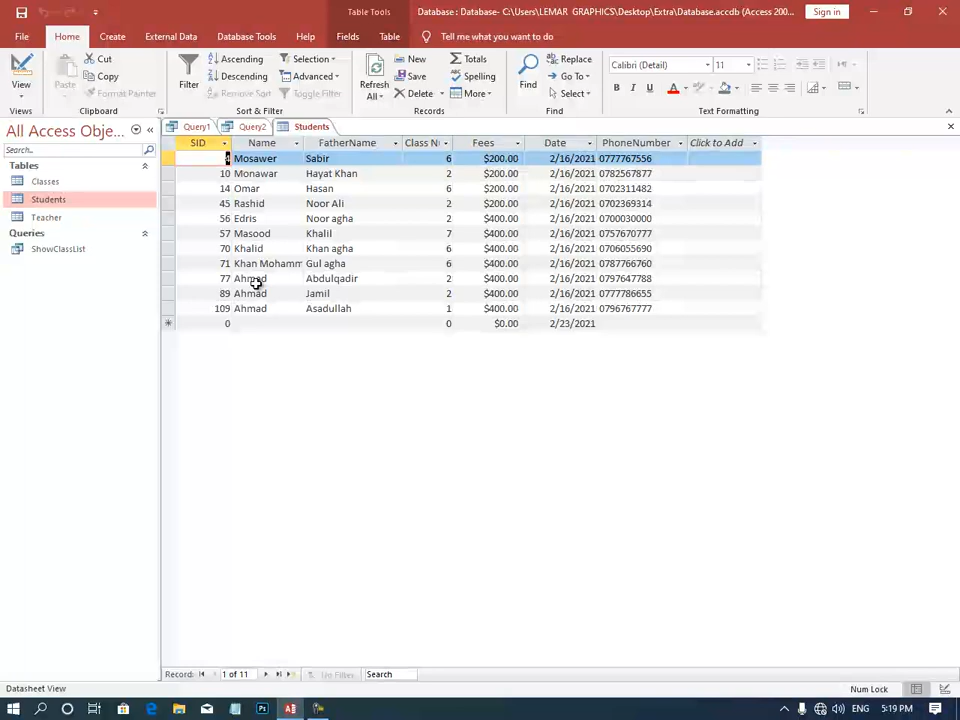 Table Tools
Database : Database- C:\Users\LEMAR GRAPHICS\Desktop\Extra\Database.accdb (Access 200...
Sign in
File Home Create External Data Database Tools Help Fields Table Tell me what you want to do
View
Views
Paste
Cut
Copy
Format Painter
Clipboard
Filter
Ascending
Descending
Remove Sort
Selection
Advanced
Toggle Filter
Sort & Filter
Refresh All
New
Save
Delete
Totals
Spelling
More
Records
Find
Replace
Go To
Select
Find
Calibri (Detail) 11
B I U A
Text Formatting
All Access Obje...
Search..
Tables
Classes
Students
Teacher
Queries
ShowClassList
Query1 Query2 Students
SID Name FatherName Class N Fees Date PhoneNumber Click to Add
Mosawer Sabir 6 $200.00 2/16/2021 0777767556
10 Monawar Hayat Khan 2 $200.00 2/16/2021 0782567877
14 Omar Hasan 6 $200.00 2/16/2021 0702311482
45 Rashid Noor Ali 2 $200.00 2/16/2021 0702369314
56 Edris Noor agha 2 $400.00 2/16/2021 0700030000
57 Masood Khalil 7 $400.00 2/16/2021 0757670777
70 Khalid Khan agha 6 $400.00 2/16/2021 0706055690
71 Khan Mohamm Gul agha 6 $400.00 2/16/2021 0787766760
77 Ahmad Abdulqadir 2 $400.00 2/16/2021 0797647788
89 Ahmad Jamil 2 $400.00 2/16/2021 0777786655
109 Ahmad Asadullah 1 $400.00 2/16/2021 0796767777
0 0 $0.00 2/23/2021
Record: 1 of 11 No Filter Search
Datasheet View
Num Lock
ENG 5:19 PM